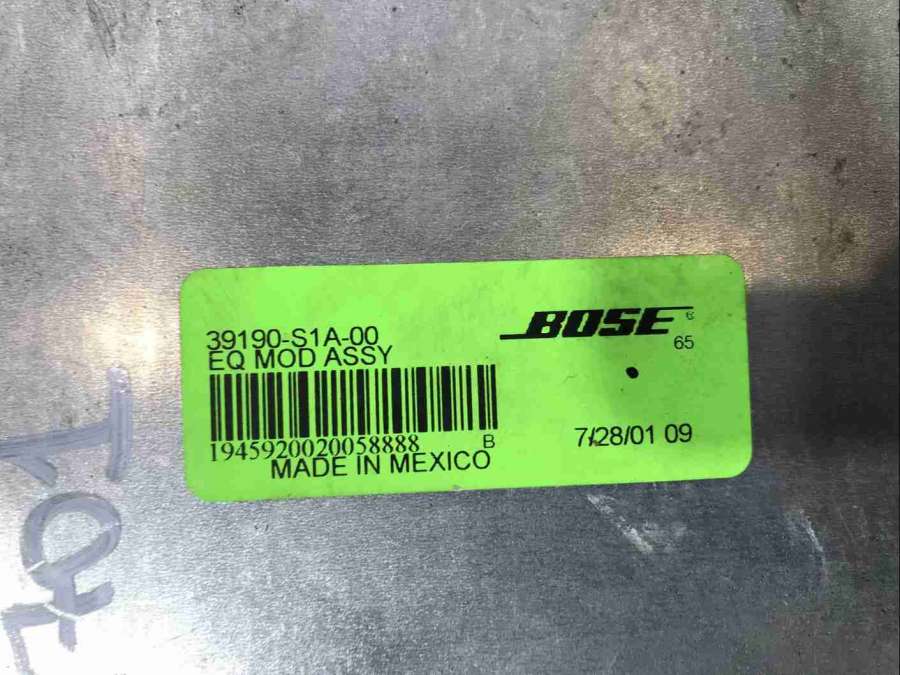 39190-S1A-00
EQ MOD ASSY
BOSE
65
1945920020058888 B
MADE IN MEXICO
7/28/01 09